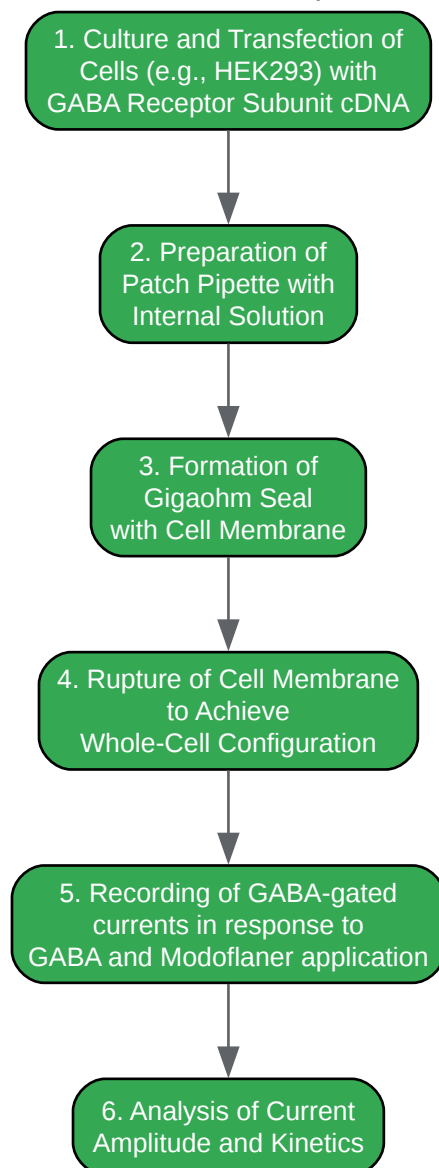 1. Culture and Transfection of
Cells (e.g., HEK293) with
GABA Receptor Subunit cDNA
2. Preparation of
Patch Pipette with
Internal Solution
3. Formation of
Gigaohm Seal
with Cell Membrane
4. Rupture of Cell Membrane
to Achieve
Whole-Cell Configuration
5. Recording of GABA-gated
currents in response to
GABA and Modoflaner application
6. Analysis of Current
Amplitude and Kinetics